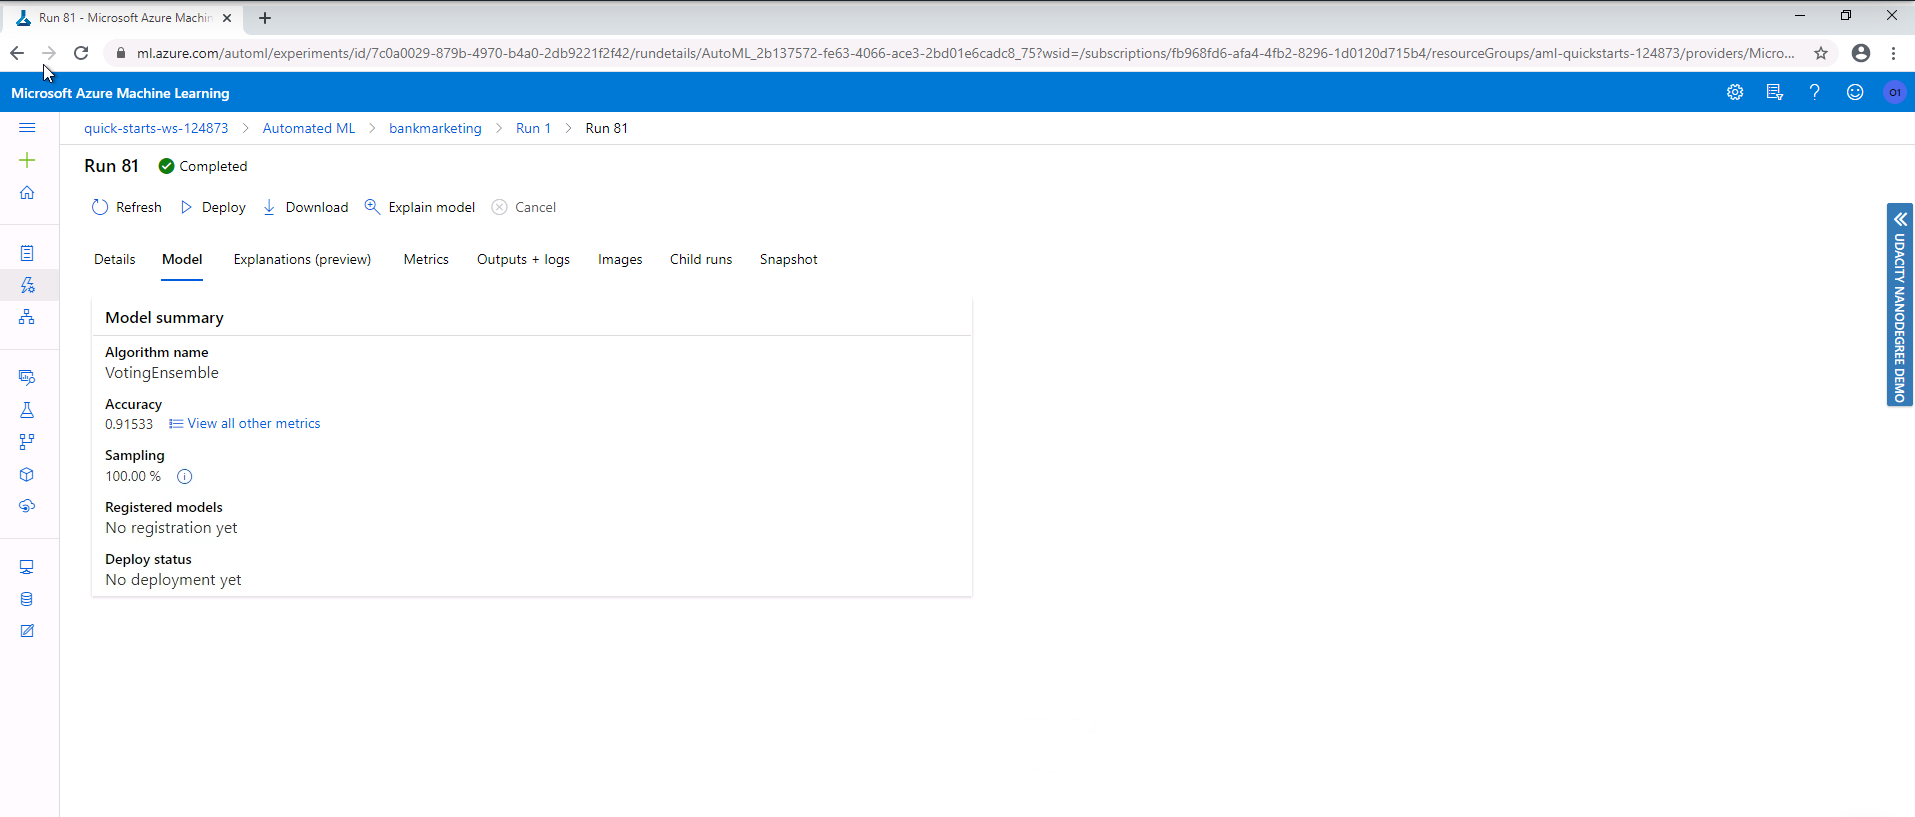 Run 81 - Microsoft Azure Machin
ml.azure.com/automl/experiments/id/7c0a0029-879b-4970-b4a0-2db9221f2f42/rundetails/AutoML_2b137572-fe63-4066-ace3-2bd01e6cadc8_75?wsid=/subscriptions/fb968fd6-afa4-4fb2-8296-1d0120d715b4/resourceGroups/aml-quickstarts-124873/providers/Micro...
Microsoft Azure Machine Learning
O1
quick-starts-ws-124873 > Automated ML > bankmarketing > Run 1 > Run 81
Run 81 Completed
Refresh Deploy Download Explain model Cancel
Details Model Explanations (preview) Metrics Outputs + logs Images Child runs Snapshot
UDACITY NANODEGREE DEMO
Model summary
Algorithm name
VotingEnsemble
Accuracy
0.91533 View all other metrics
Sampling
100.00 %
Registered models
No registration yet
Deploy status
No deployment yet